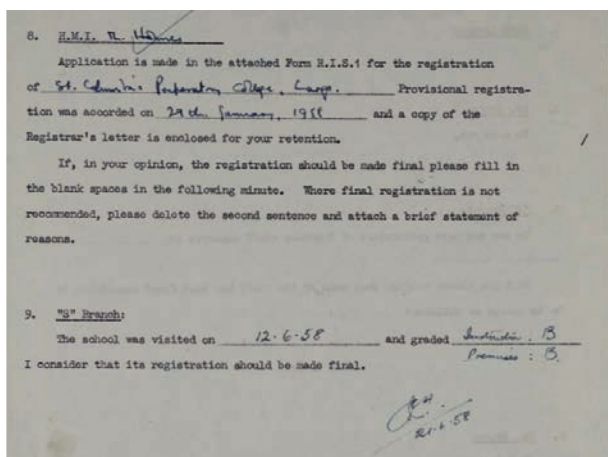 8. H.M.I. Mr. Holmes
Application is made in the attached Form R.I.S.1 for the registration
of St. Columba's Preparatory College, Largs. Provisional registra-
tion was accorded on 29th January, 1958 and a copy of the
Registrar's letter is enclosed for your retention.
If, in your opinion, the registration should be made final please fill in
the blank spaces in the following minute. Where final registration is not
recommended, please delete the second sentence and attach a brief statement of
reasons.
9. "S" Branch:
The school was visited on 12.6.58 and graded Instruction: B
Premises: B.
I consider that its registration should be made final.
21.6.58